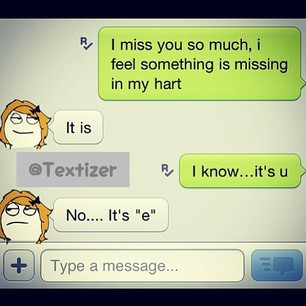 I miss you so much, i
feel something is missing
in my hart
It is
@Textizer
I know...it's u
No.... It's "e"
Type a message...